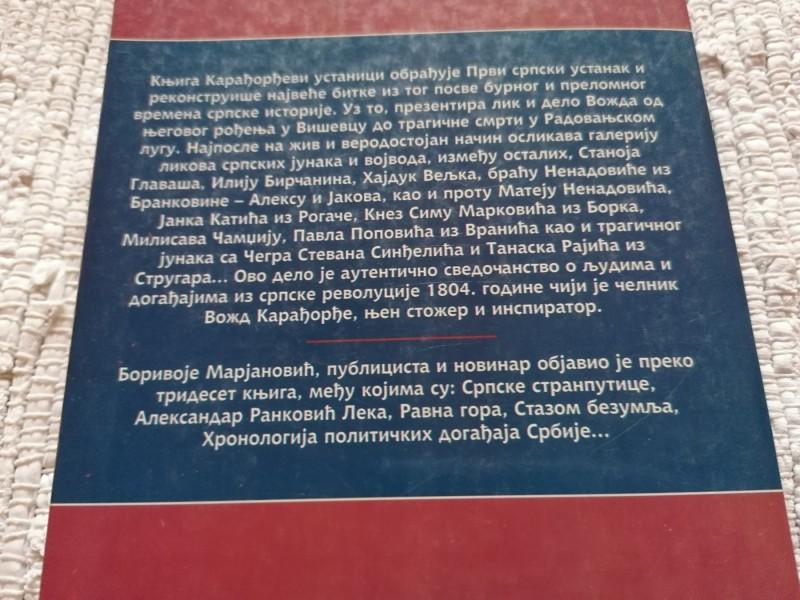 Књига Карађорђеви устаници обрађује Први српски устанак и
реконструише највеће битке из тог посве бурног и преломног
времена српске историје. Уз то, презентира лик и дело Вожда од
његовог рођења у Вишевцу до трагичне смрти у Радовањском
лугу. Најпосле на жив и веродостојан начин осликава галерију
ликова српских јунака и војвода, између осталих, Станоја
Главаша, Илију Бирчанина, Хајдук Вељка, браћу Ненадовиће из
Бранковине – Алексу и Јакова, као и проту Матеју Ненадовића,
Јанка Катића из Рогаче, Кнез Симу Марковића из Борка,
Милисава Чамџију, Павла Поповића из Вранића као и трагичног
јунака са Чегра Стевана Синђелића и Танаска Рајића из
Стругара... Ово дело је аутентично сведочанство о људима и
догађајима из српске револуције 1804. године чији је челник
Вожд Карађорђе, њен стожер и инспиратор.
Боривоје Марјановић, публициста и новинар објавио је преко
тридесет књига, међу којима су: Српске странпутице,
Александар Ранковић Лека, Равна гора, Стазом безумља,
Хронологија политичких догађаја Србије...